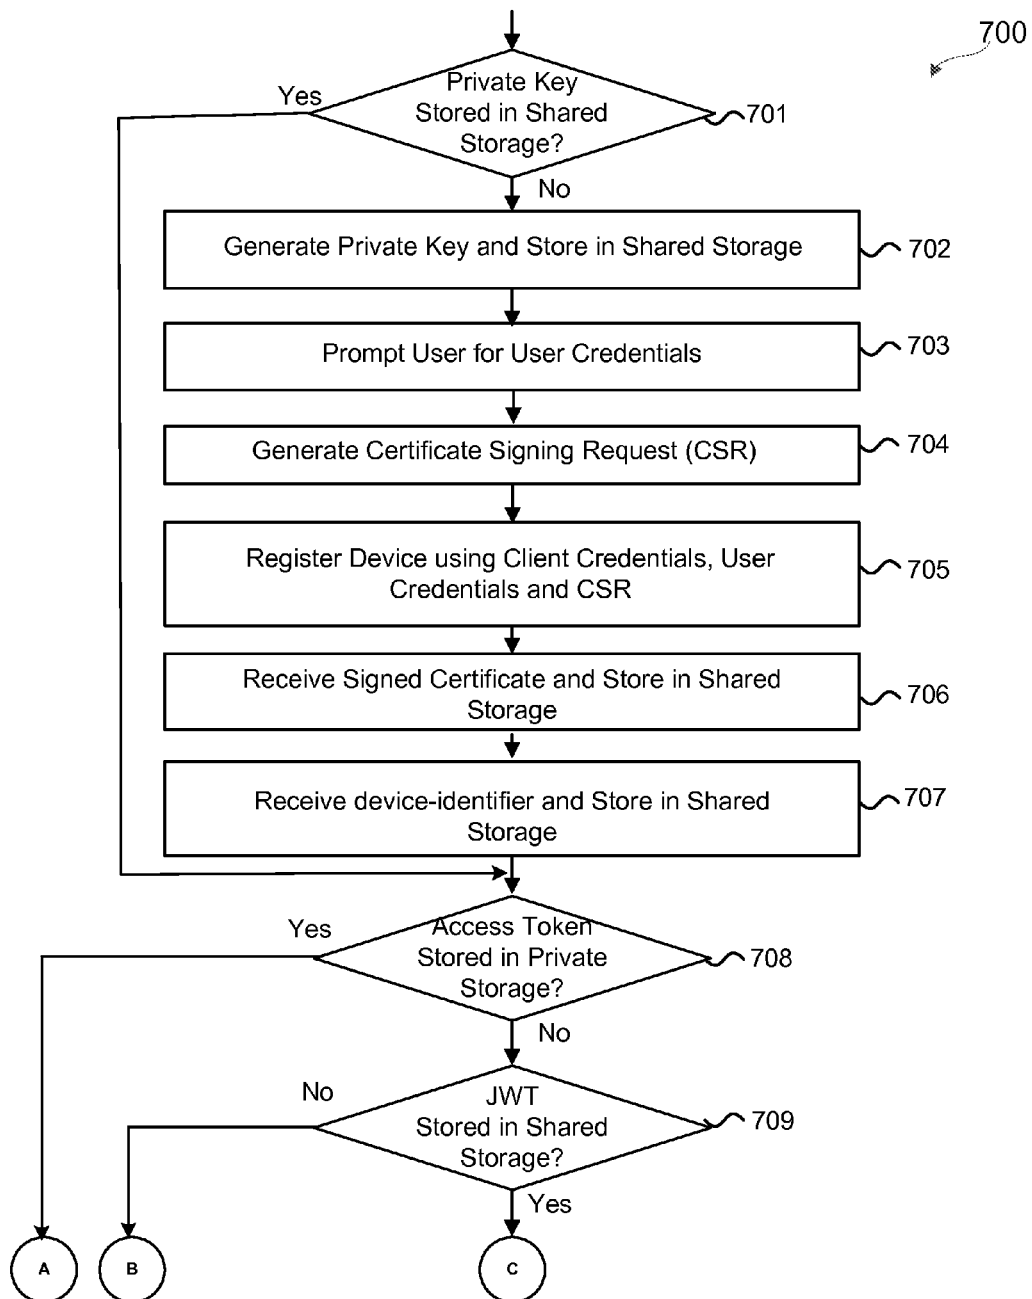 700
Private Key
Stored in Shared
Storage?
Yes
701
No
Generate Private Key and Store in Shared Storage
702
Prompt User for User Credentials
703
Generate Certificate Signing Request (CSR)
704
Register Device using Client Credentials, User
Credentials and CSR
705
Receive Signed Certificate and Store in Shared
Storage
706
Receive device-identifier and Store in Shared
Storage
707
Yes
Access Token
Stored in Private
Storage?
708
No
No
JWT
Stored in Shared
Storage?
709
Yes
A
B
C